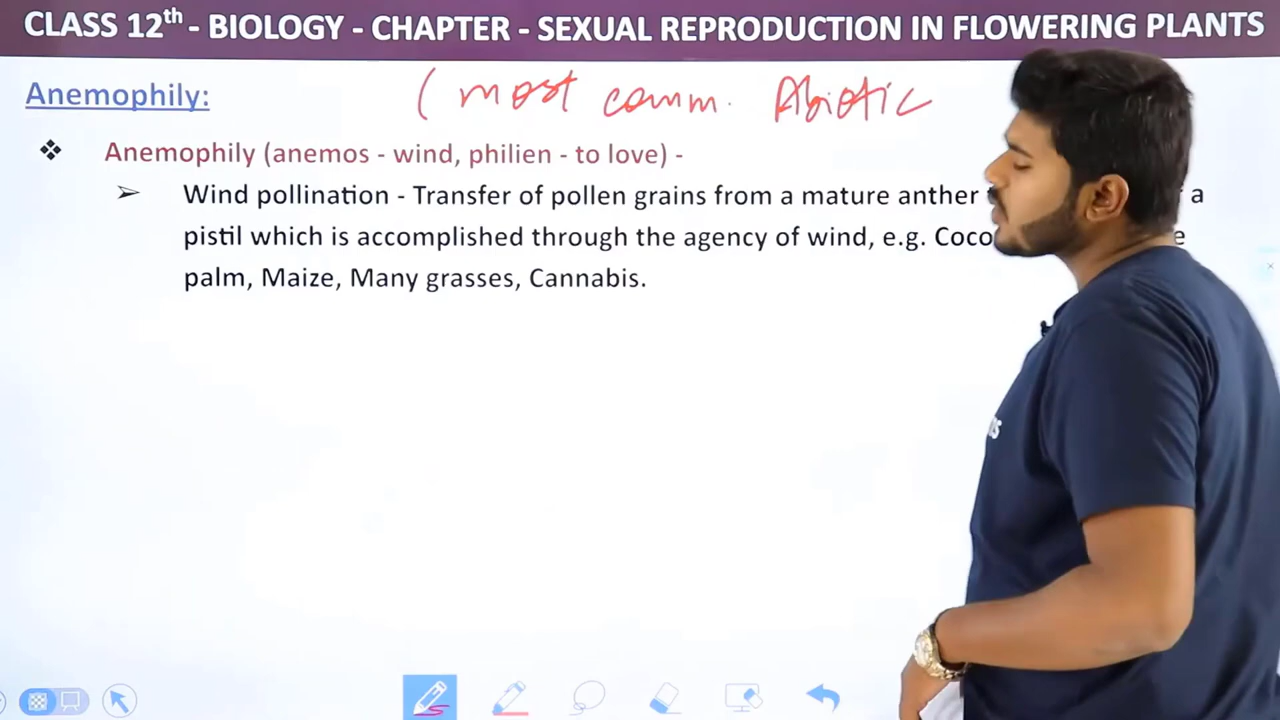 CLASS 12th - BIOLOGY - CHAPTER - SEXUAL REPRODUCTION IN FLOWERING PLANTS
Anemophily:
( most comm. Abiotic
Anemophily (anemos - wind, philien - to love) -
Wind pollination - Transfer of pollen grains from a mature anther a
pistil which is accomplished through the agency of wind, e.g. Coco
palm, Maize, Many grasses, Cannabis.